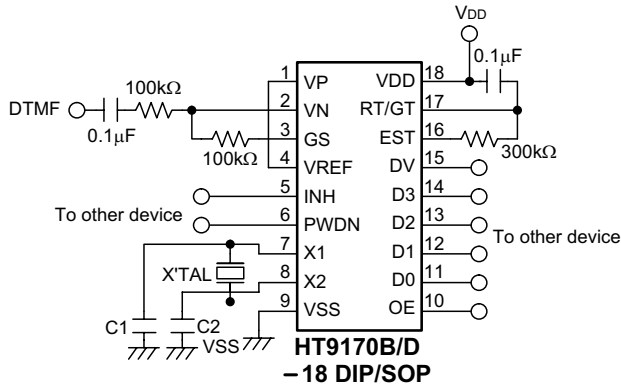 VDD
0.1µF
100kΩ
DTMF
0.1µF
100kΩ
1 VP VDD 18
2 VN RT/GT 17
3 GS EST 16
300kΩ
4 VREF DV 15
5 INH D3 14
To other device
6 PWDN D2 13
To other device
7 X1 D1 12
X'TAL
8 X2 D0 11
9 VSS OE 10
C1
C2
VSS
HT9170B/D
–18 DIP/SOP